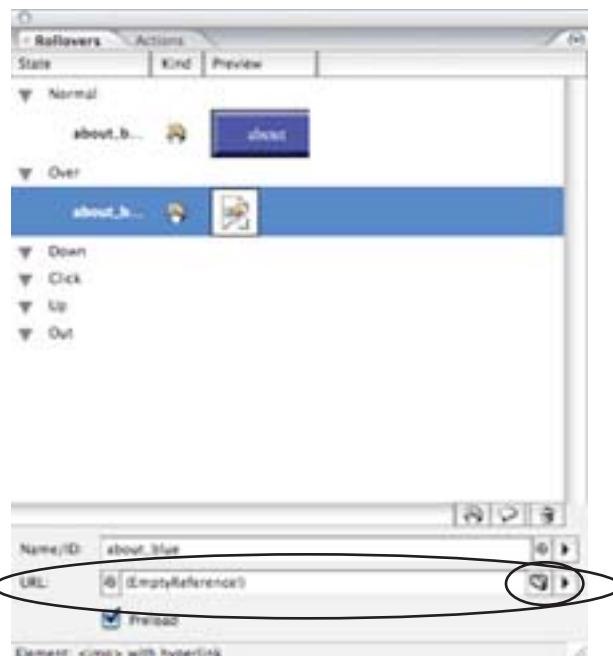 Rollovers Actions
State Kind Preview
Normal
about_b... about
Over
about_b...
Down
Click
Up
Out
Name/ID: about_blue
URL: (EmptyReference!)
Preload
Element: <img> with hyperlink